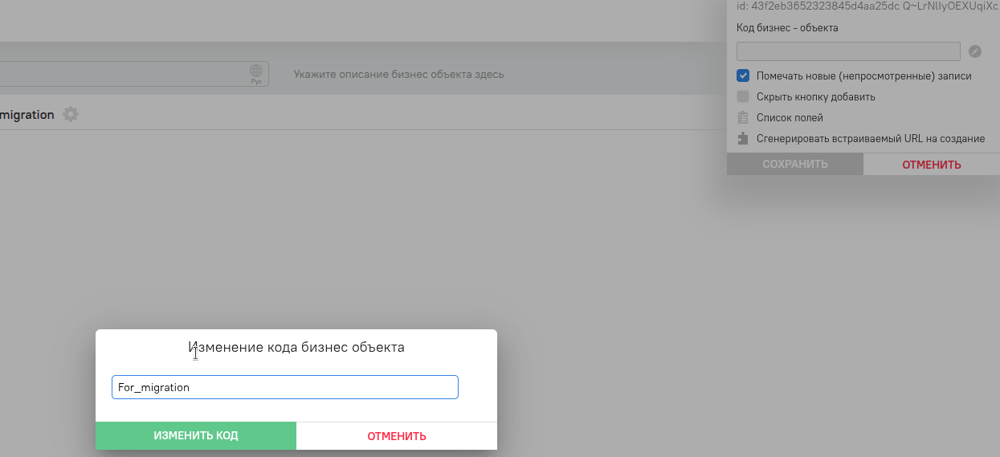 id: 43f2eb3652323845d4aa25dc Q~LrNlIyOEXUqiXc
Код бизнес - объекта
Рус
Укажите описание бизнес объекта здесь
Помечать новые (непросмотренные) записи
Скрыть кнопку добавить
migration
Список полей
Сгенерировать встраиваемый URL на создание
СОХРАНИТЬ
ОТМЕНИТЬ
Изменение кода бизнес объекта
For_migration
ИЗМЕНИТЬ КОД
ОТМЕНИТЬ